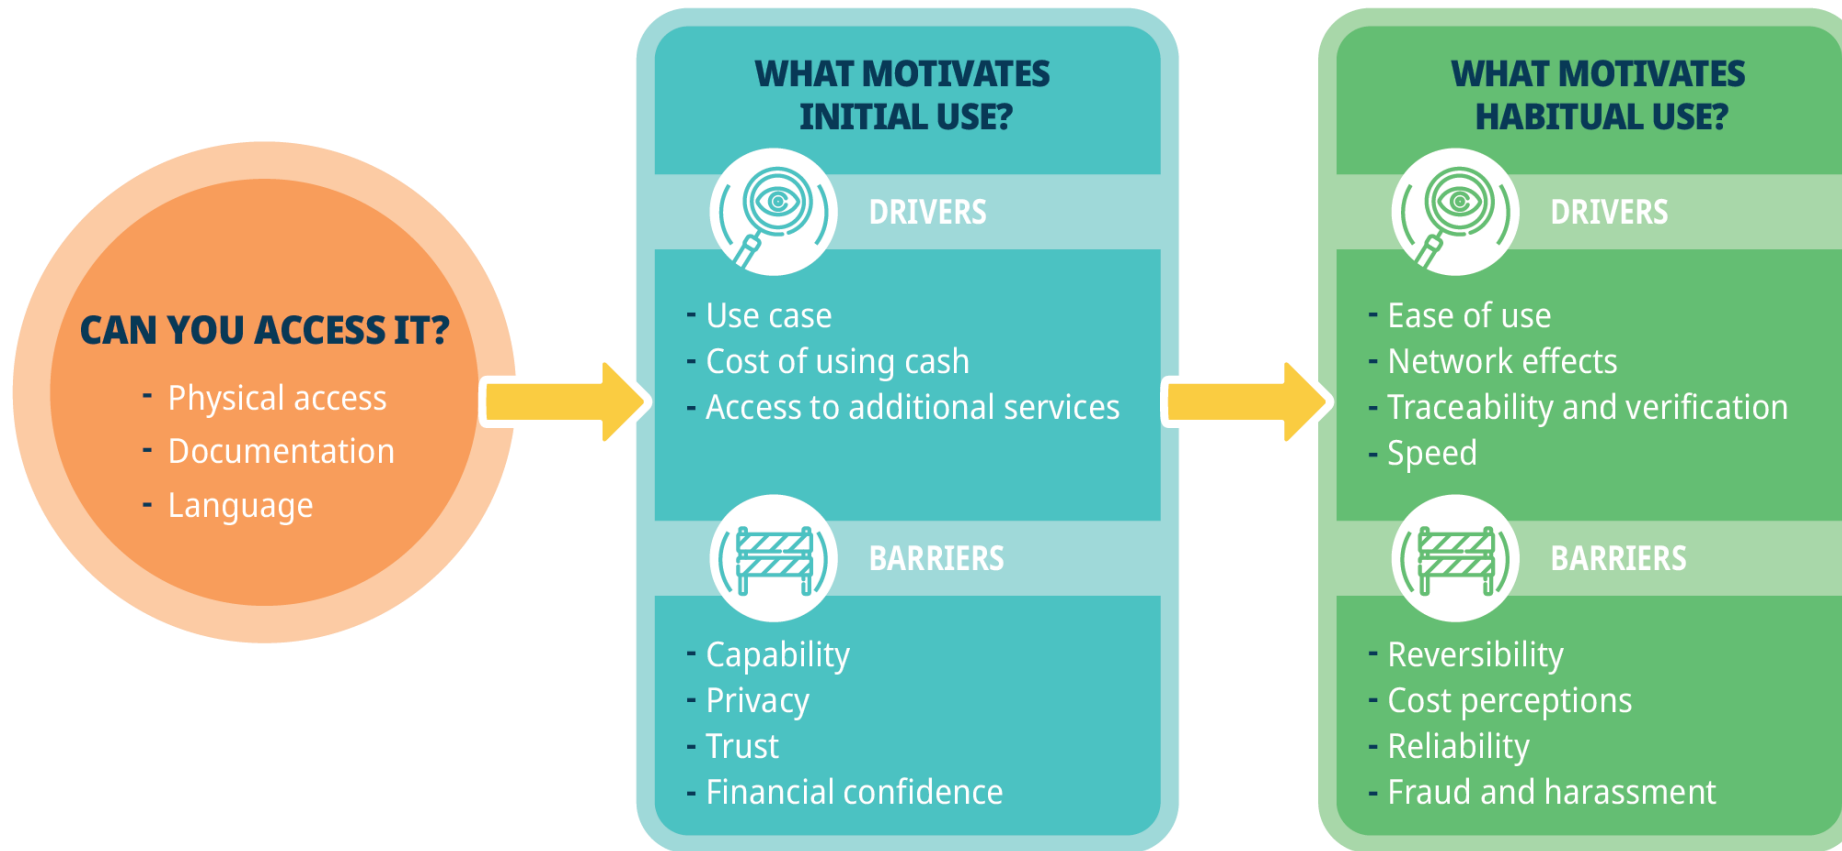 CAN YOU ACCESS IT?
- Physical access
- Documentation
- Language
WHAT MOTIVATES
INITIAL USE?
DRIVERS
- Use case
- Cost of using cash
- Access to additional services
BARRIERS
- Capability
- Privacy
- Trust
- Financial confidence
WHAT MOTIVATES
HABITUAL USE?
DRIVERS
- Ease of use
- Network effects
- Traceability and verification
- Speed
BARRIERS
- Reversibility
- Cost perceptions
- Reliability
- Fraud and harassment